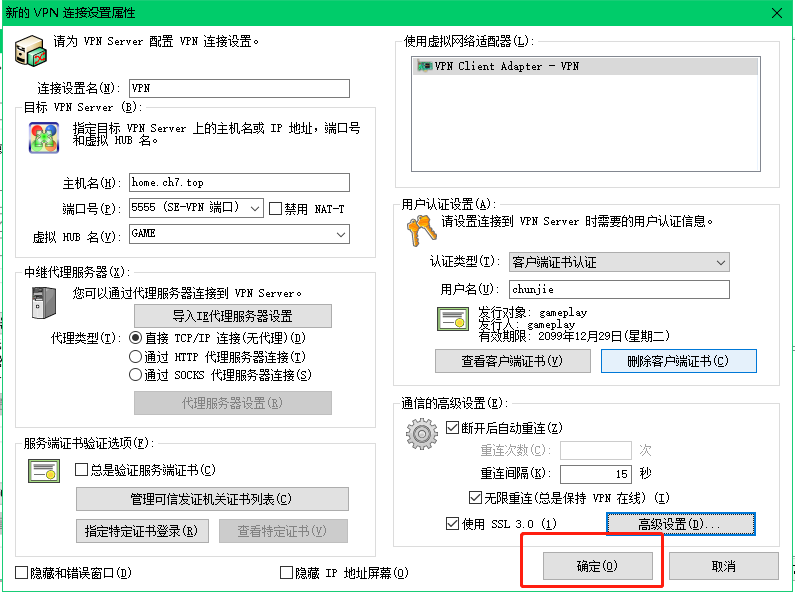 新的 VPN 连接设置属性
请为 VPN Server 配置 VPN 连接设置。
连接设置名(N): VPN
目标 VPN Server (B):
指定目标 VPN Server 上的主机名或 IP 地址，端口号
和虚拟 HUB 名。
主机名(H): home.ch7.top
端口号(P): 5555 (SE-VPN 端口) 禁用 NAT-T
虚拟 HUB 名(V): GAME
中继代理服务器(X):
您可以通过代理服务器连接到 VPN Server。
导入IE代理服务器设置
代理类型(T): 直接 TCP/IP 连接(无代理)(D)
通过 HTTP 代理服务器连接(T)
通过 SOCKS 代理服务器连接(S)
代理服务器设置(R)
服务端证书验证选项(F):
总是验证服务端证书(C)
管理可信发证机关证书列表(C)
指定特定证书登录(R) 查看特定证书(V)
隐藏和错误窗口(D) 隐藏 IP 地址屏幕(O)
使用虚拟网络适配器(L):
VPN Client Adapter - VPN
用户认证设置(A):
请设置连接到 VPN Server 时需要的用户认证信息。
认证类型(T): 客户端证书认证
用户名(U): chunjie
发行对象: gameplay
发行人: gameplay
有效期限: 2099年12月29日(星期二)
查看客户端证书(V) 删除客户端证书(C)
通信的高级设置(E):
断开后自动重连(Z)
重连次数(C): 次
重连间隔(K): 15 秒
无限重连(总是保持 VPN 在线) (I)
使用 SSL 3.0 (1) 高级设置(D)...
确定(O) 取消